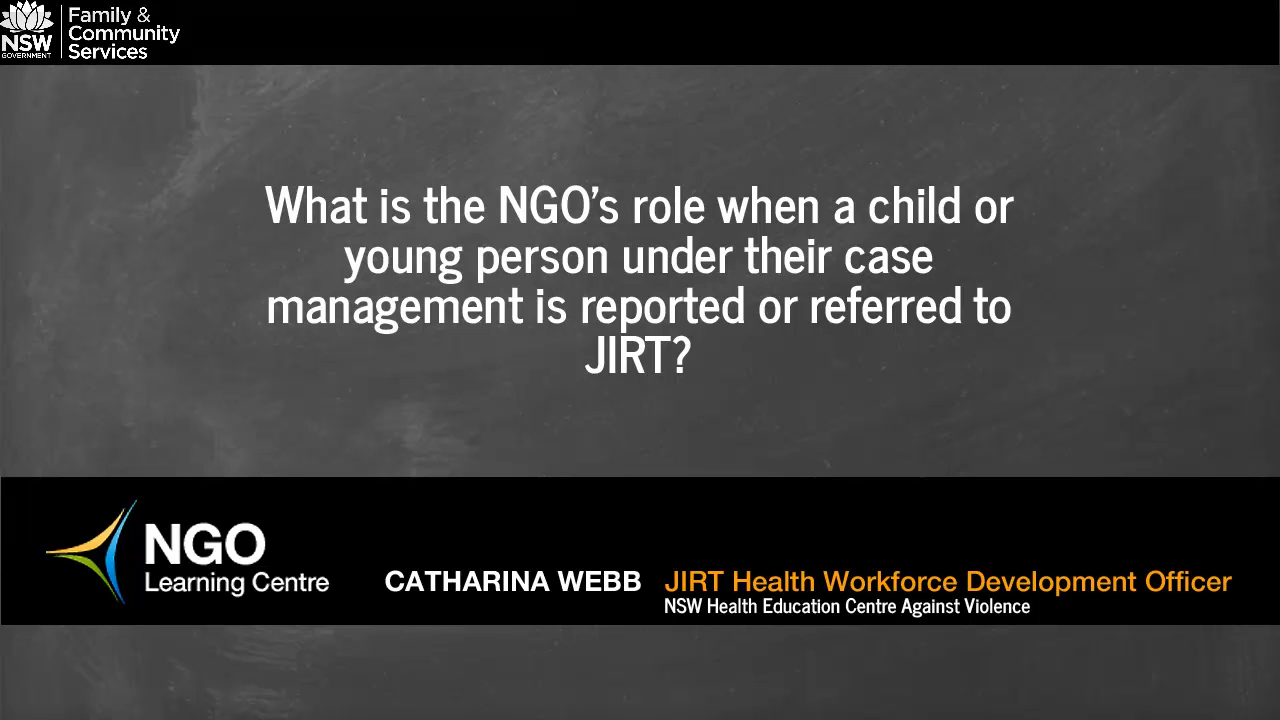 NSW
GOVERNMENT
Family &
Community
Services
What is the NGO’s role when a child or
young person under their case
management is reported or referred to
JIRT?
NGO
Learning Centre
CATHARINA WEBB JIRT Health Workforce Development Officer
NSW Health Education Centre Against Violence